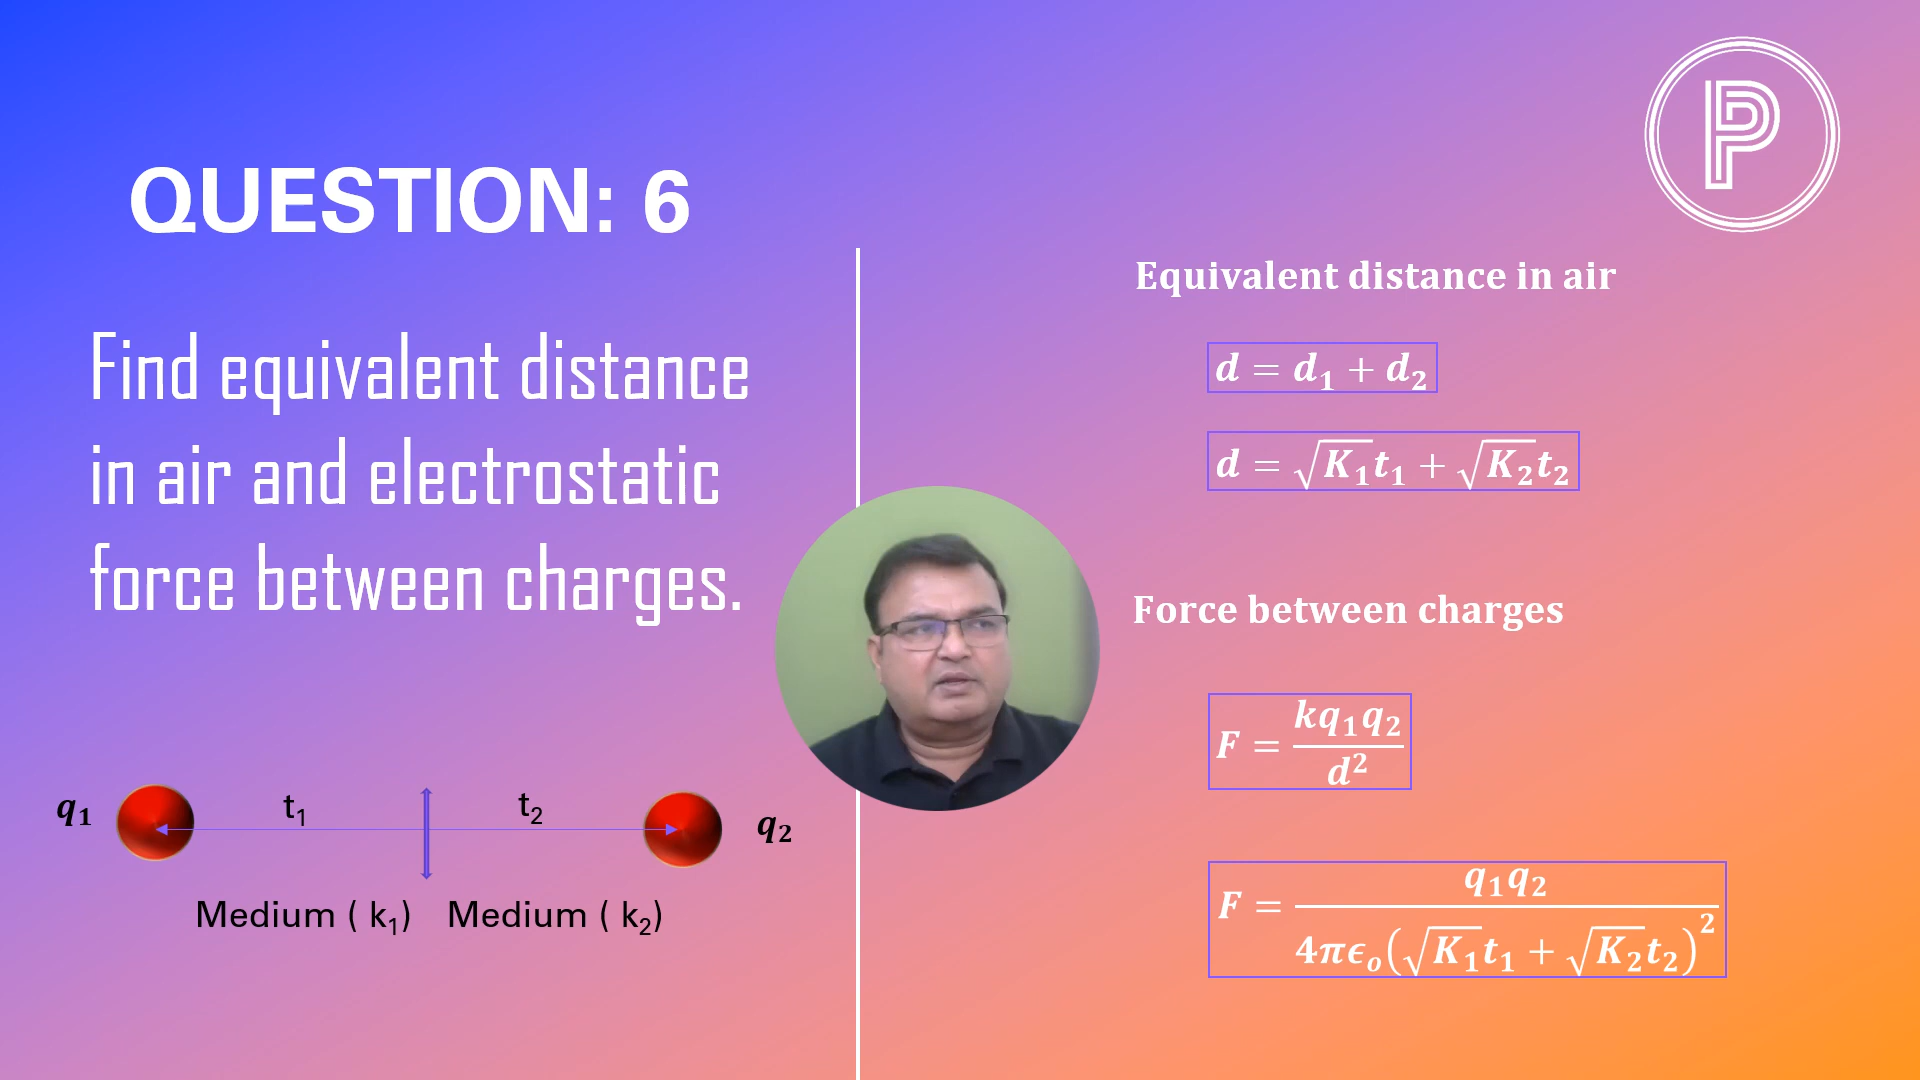 P
QUESTION: 6
Find equivalent distance
in air and electrostatic
force between charges.
q₁ t₁ t₂ q₂
Medium ( k₁) Medium ( k₂)
Equivalent distance in air
d = d₁ + d₂
d = √K₁t₁ + √K₂t₂
Force between charges
F = kq₁q₂ / d²
F = q₁q₂ / 4πϵₒ(√K₁t₁ + √K₂t₂)²